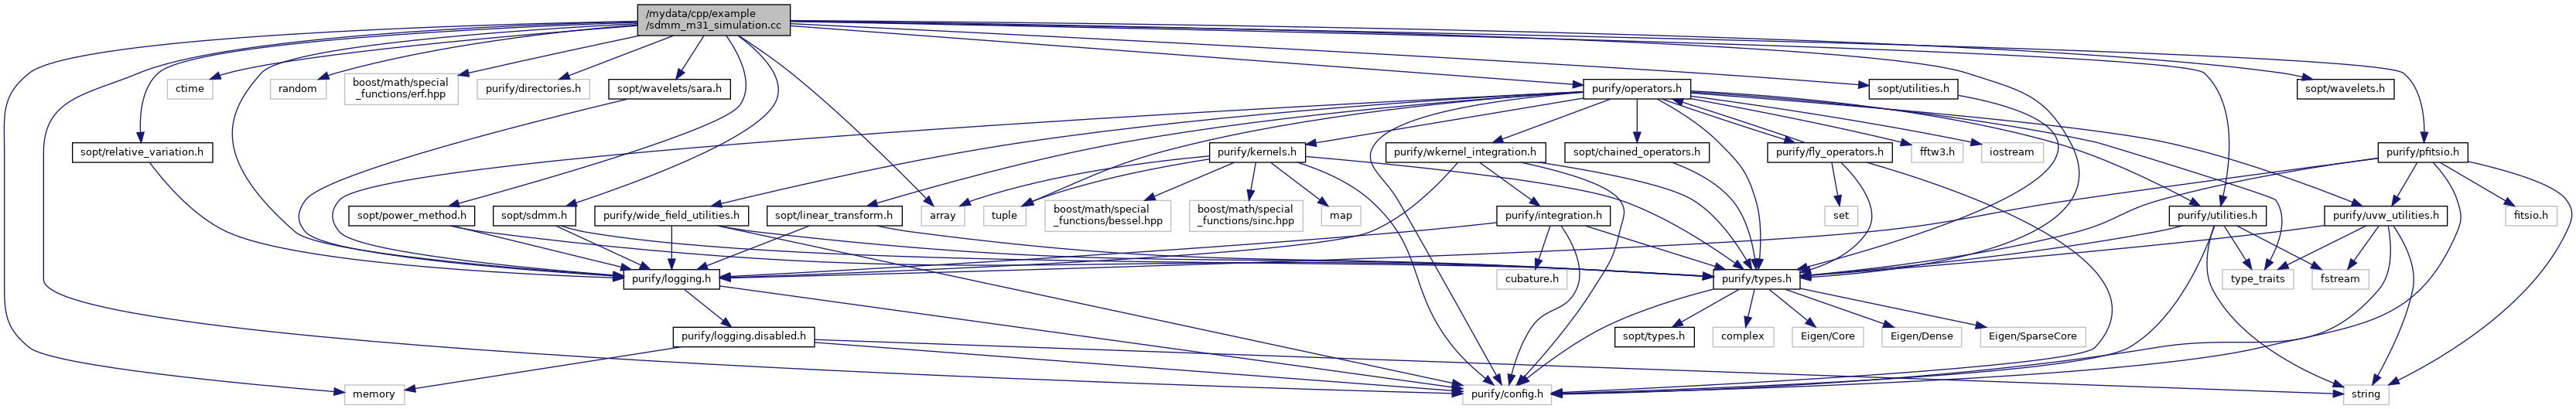 /mydata/cpp/example
/sdmm_m31_simulation.cc
ctime
random
boost/math/special
_functions/erf.hpp
purify/directories.h
sopt/wavelets/sara.h
purify/operators.h
sopt/utilities.h
sopt/wavelets.h
sopt/relative_variation.h
purify/kernels.h
purify/wkernel_integration.h
sopt/chained_operators.h
purify/fly_operators.h
fftw3.h
iostream
purify/pfitsio.h
sopt/power_method.h
sopt/sdmm.h
purify/wide_field_utilities.h
sopt/linear_transform.h
array
tuple
boost/math/special
_functions/bessel.hpp
boost/math/special
_functions/sinc.hpp
map
purify/integration.h
set
purify/utilities.h
purify/uvw_utilities.h
fitsio.h
purify/logging.h
cubature.h
purify/types.h
type_traits
fstream
purify/logging.disabled.h
sopt/types.h
complex
Eigen/Core
Eigen/Dense
Eigen/SparseCore
memory
purify/config.h
string